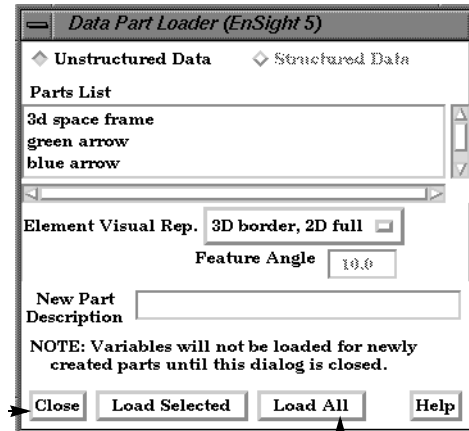 Data Part Loader (EnSight 5)
Unstructured Data Structured Data
Parts List
3d space frame
green arrow
blue arrow
Element Visual Rep. 3D border, 2D full
Feature Angle 10.0
New Part
Description
NOTE: Variables will not be loaded for newly
created parts until this dialog is closed.
Close Load Selected Load All Help